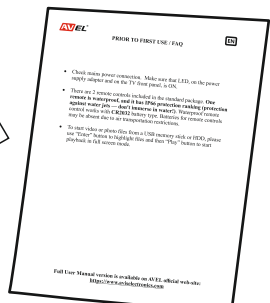 AVEL®
PRIOR TO FIRST USE / FAQ
EN
• Check mains power connection. Make sure that LED, on the power
supply adapter and on the TV front panel, is ON.
• There are 2 remote controls included in the standard package. One
remote is waterproof, and it has IP66 protection ranking (protection
against water jets — don't immerse in water!). Waterproof remote
control works with CR2032 battery type. Batteries for remote controls
may be absent due to air transportation restrictions.
• To start video or photo files from a USB memory stick or HDD, please
use "Enter" button to highlight files and then "Play" button to start
playback in full screen mode.
Full User Manual version is available on AVEL official web-site:
https://www.aviselectronics.com